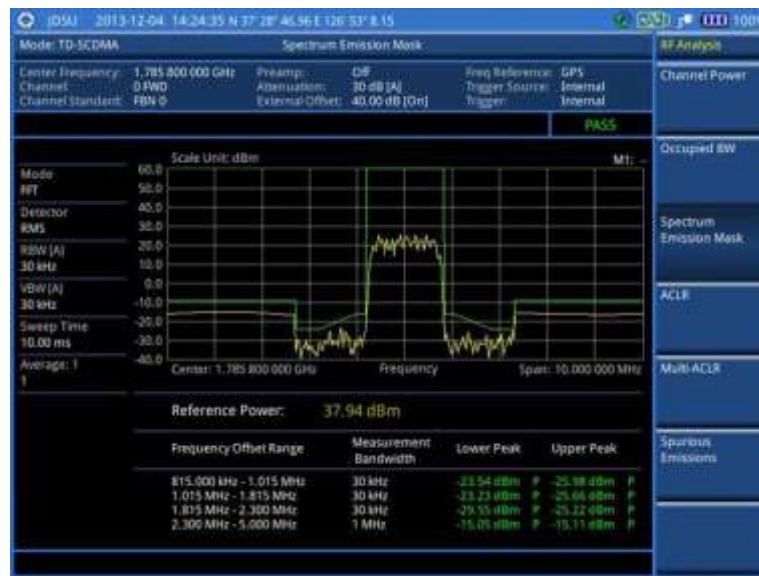 JDSU 2013-12-04 14:24:35 N 37° 28' 46.96 E 126° 53' 8.15 100%
Mode: TD-SCDMA Spectrum Emission Mask RF Analysis
Center Frequency: 1.785 800 000 GHz Preamp: Off Freq Reference: GPS
Channel: 0 FWD Attenuation: 30 dB [A] Trigger Source: Internal
Channel Standard: FBN 0 External Offset: 40.00 dB [On] Trigger: Internal
PASS
Channel Power
Occupied BW
Spectrum
Emission Mask
ACLR
Multi-ACLR
Spurious
Emissions
Mode
FFT
Detector
RMS
RBW [A]
30 kHz
VBW [A]
30 kHz
Sweep Time
10.00 ms
Average: 1
1
Scale Unit: dBm M1: --
60.0
50.0
40.0
30.0
20.0
10.0
0.0
-10.0
-20.0
-30.0
-40.0
Center: 1.785 800 000 GHz Frequency Span: 10.000 000 MHz
Reference Power: 37.94 dBm
Frequency Offset Range Measurement Bandwidth Lower Peak Upper Peak
815.000 kHz - 1.015 MHz 30 kHz -23.54 dBm P -25.98 dBm P
1.015 MHz - 1.815 MHz 30 kHz -23.23 dBm P -25.66 dBm P
1.815 MHz - 2.300 MHz 30 kHz -29.55 dBm P -25.22 dBm P
2.300 MHz - 5.000 MHz 1 MHz -15.05 dBm P -15.11 dBm P